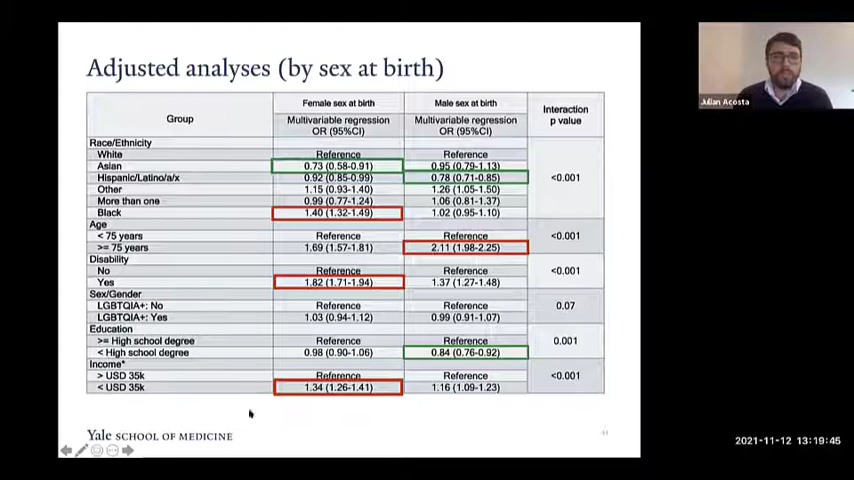 Adjusted analyses (by sex at birth)
Group
Female sex at birth
Male sex at birth
Interaction
p value
Multivariable regression
OR (95%CI)
Multivariable regression
OR (95%CI)
Race/Ethnicity
<0.001
White Reference Reference
Asian 0.73 (0.58-0.91) 0.95 (0.79-1.13)
Hispanic/Latino/a/x 0.92 (0.85-0.99) 0.78 (0.71-0.85)
Other 1.15 (0.93-1.40) 1.26 (1.05-1.50)
More than one 0.99 (0.77-1.24) 1.06 (0.81-1.37)
Black 1.40 (1.32-1.49) 1.02 (0.95-1.10)
Age
<0.001
< 75 years Reference Reference
>= 75 years 1.69 (1.57-1.81) 2.11 (1.98-2.25)
Disability
<0.001
No Reference Reference
Yes 1.82 (1.71-1.94) 1.37 (1.27-1.48)
Sex/Gender
0.07
LGBTQIA+: No Reference Reference
LGBTQIA+: Yes 1.03 (0.94-1.12) 0.99 (0.91-1.07)
Education
0.001
>= High school degree Reference Reference
< High school degree 0.98 (0.90-1.06) 0.84 (0.76-0.92)
Income*
<0.001
> USD 35k Reference Reference
< USD 35k 1.34 (1.26-1.41) 1.16 (1.09-1.23)
Yale SCHOOL OF MEDICINE
Julian Acosta
2021-11-12 13:19:45